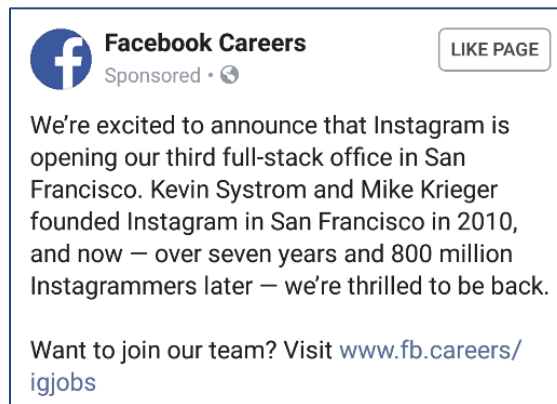 Facebook Careers
LIKE PAGE
Sponsored •
We’re excited to announce that Instagram is
opening our third full-stack office in San
Francisco. Kevin Systrom and Mike Krieger
founded Instagram in San Francisco in 2010,
and now — over seven years and 800 million
Instagrammers later — we’re thrilled to be back.
Want to join our team? Visit www.fb.careers/
igjobs